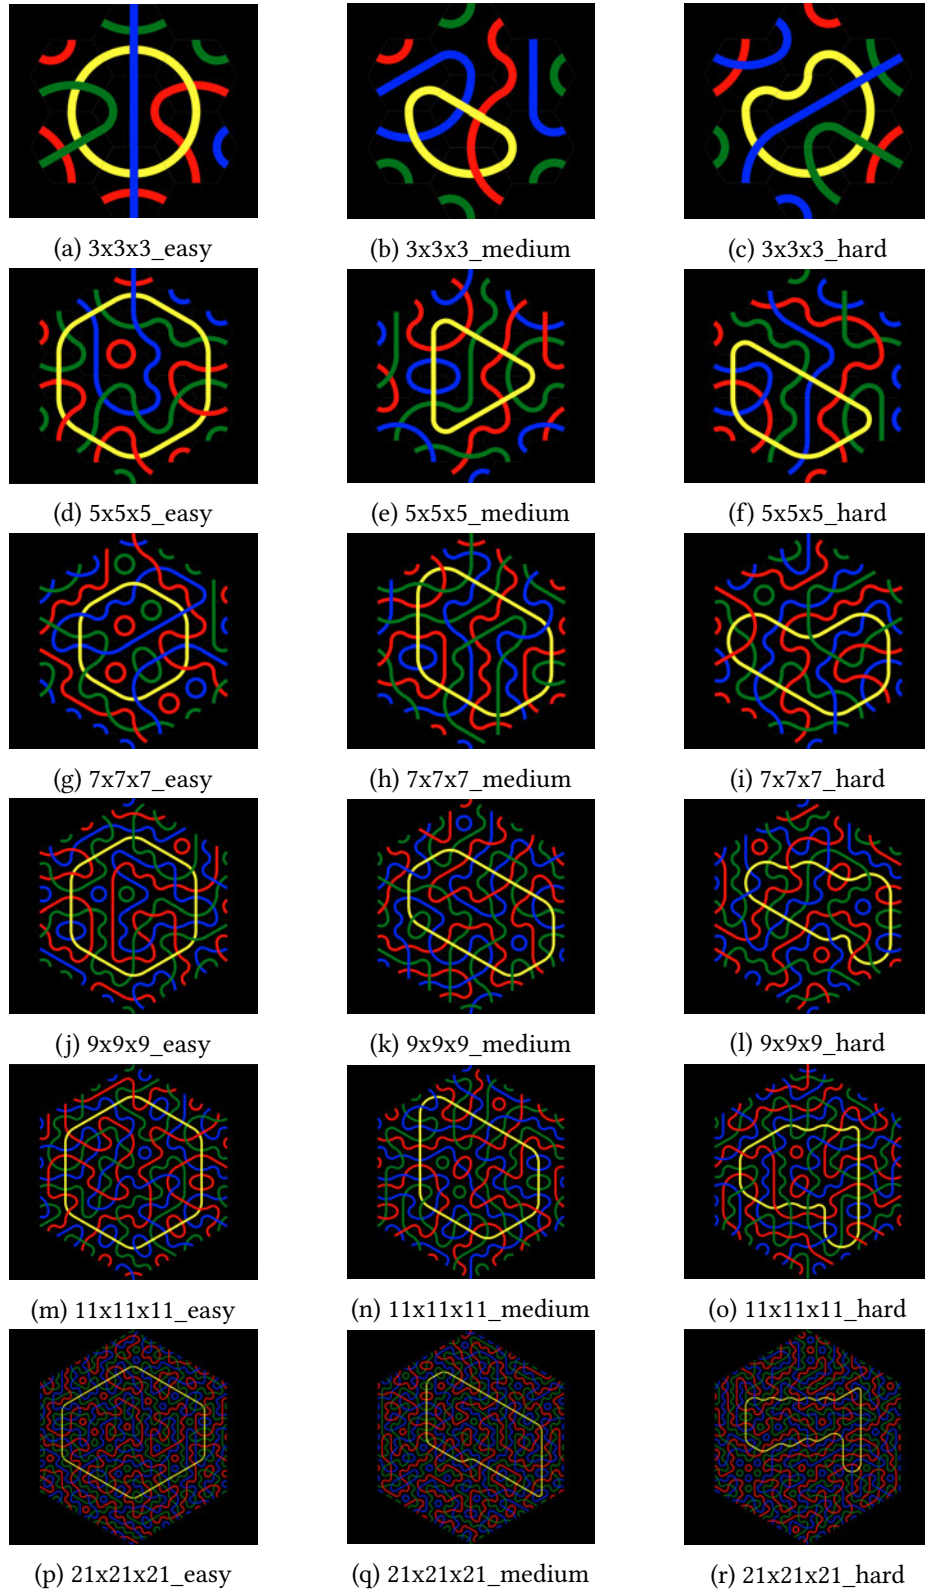 (a) 3x3x3_easy
(b) 3x3x3_medium
(c) 3x3x3_hard
(d) 5x5x5_easy
(e) 5x5x5_medium
(f) 5x5x5_hard
(g) 7x7x7_easy
(h) 7x7x7_medium
(i) 7x7x7_hard
(j) 9x9x9_easy
(k) 9x9x9_medium
(l) 9x9x9_hard
(m) 11x11x11_easy
(n) 11x11x11_medium
(o) 11x11x11_hard
(p) 21x21x21_easy
(q) 21x21x21_medium
(r) 21x21x21_hard